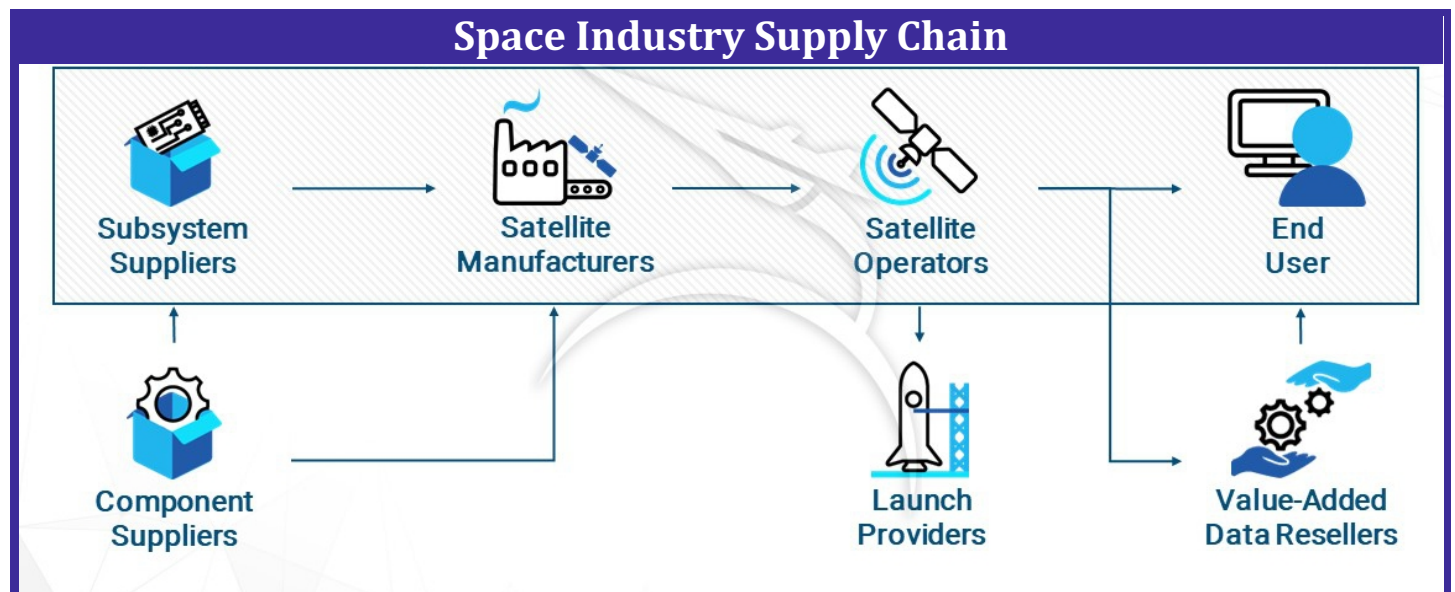 Space Industry Supply Chain
Subsystem
Suppliers
Satellite
Manufacturers
Satellite
Operators
End
User
Component
Suppliers
Launch
Providers
Value-Added
Data Resellers